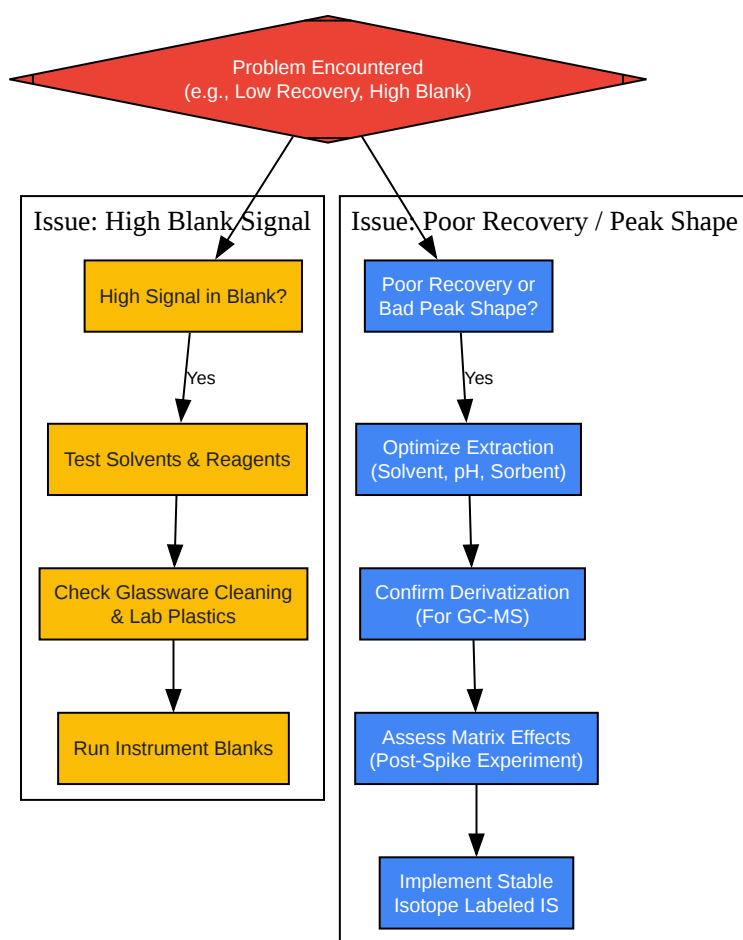 Problem Encountered
(e.g., Low Recovery, High Blank)
Issue: High Blank Signal
High Signal in Blank?
Yes
Test Solvents & Reagents
Check Glassware Cleaning
& Lab Plastics
Run Instrument Blanks
Issue: Poor Recovery / Peak Shape
Poor Recovery or
Bad Peak Shape?
Yes
Optimize Extraction
(Solvent, pH, Sorbent)
Confirm Derivatization
(For GC-MS)
Assess Matrix Effects
(Post-Spike Experiment)
Implement Stable
Isotope Labeled IS